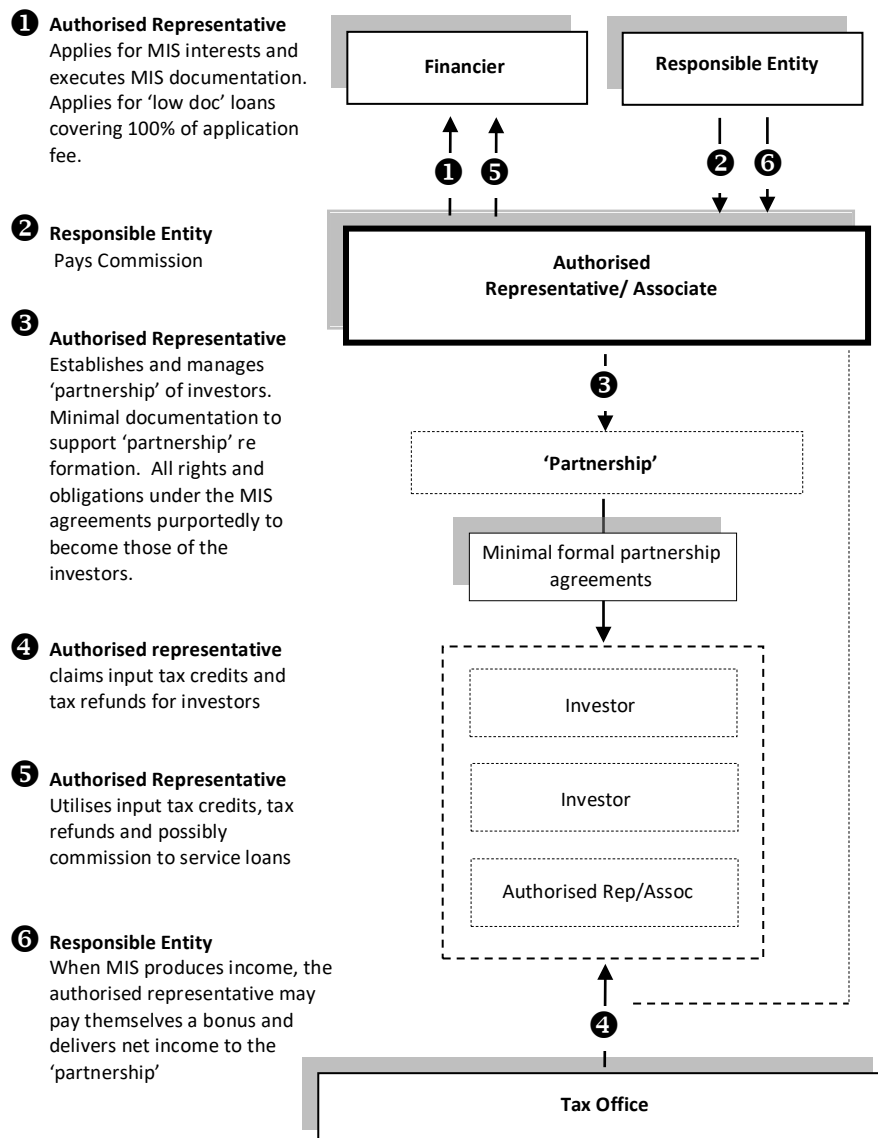 ❶ Authorised Representative
Applies for MIS interests and
executes MIS documentation.
Applies for ‘low doc’ loans
covering 100% of application
fee.
❷ Responsible Entity
Pays Commission
❸
Authorised Representative
Establishes and manages
‘partnership’ of investors.
Minimal documentation to
support ‘partnership’ re
formation. All rights and
obligations under the MIS
agreements purportedly to
become those of the
investors.
❹ Authorised representative
claims input tax credits and
tax refunds for investors
❺ Authorised Representative
Utilises input tax credits, tax
refunds and possibly
commission to service loans
❻ Responsible Entity
When MIS produces income, the
authorised representative may
pay themselves a bonus and
delivers net income to the
‘partnership’
Financier
Responsible Entity
❶ ❺
❷ ❻
Authorised
Representative/ Associate
❸
‘Partnership’
Minimal formal partnership
agreements
Investor
Investor
Authorised Rep/Assoc
❹
Tax Office